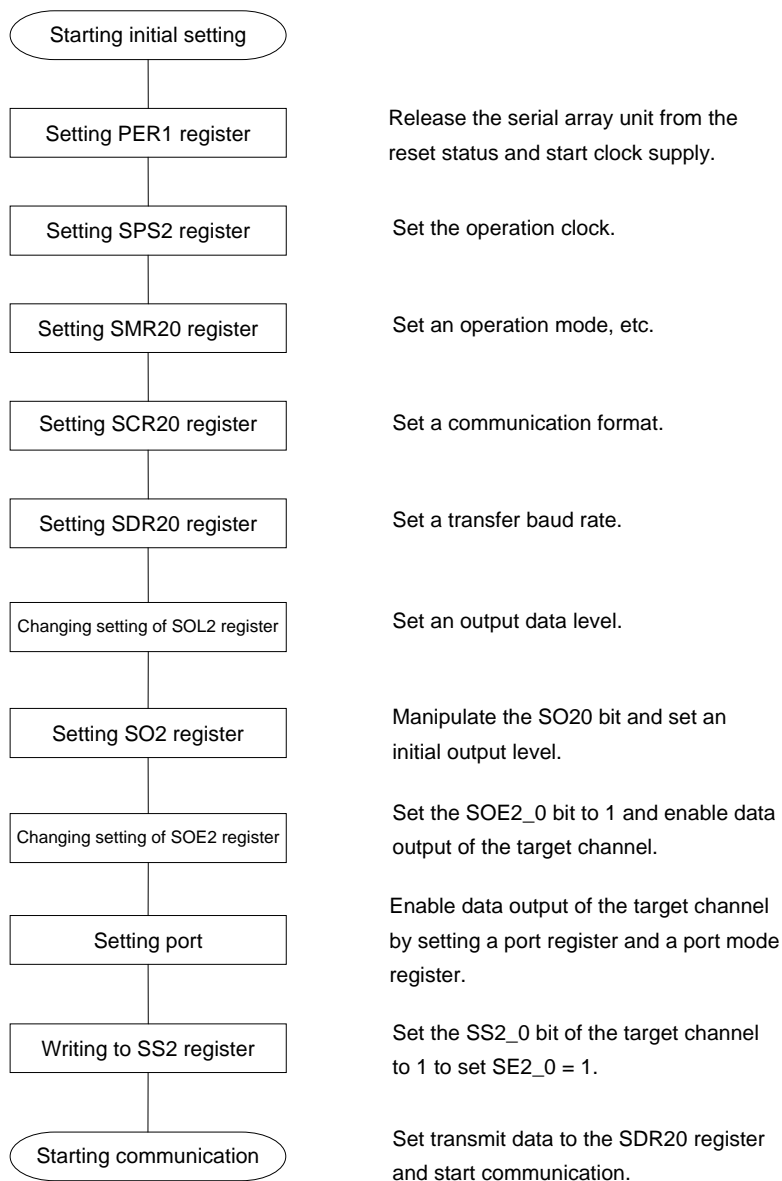 Starting initial setting
Setting PER1 register
Release the serial array unit from the
reset status and start clock supply.
Setting SPS2 register
Set the operation clock.
Setting SMR20 register
Set an operation mode, etc.
Setting SCR20 register
Set a communication format.
Setting SDR20 register
Set a transfer baud rate.
Changing setting of SOL2 register
Set an output data level.
Setting SO2 register
Manipulate the SO20 bit and set an
initial output level.
Changing setting of SOE2 register
Set the SOE2_0 bit to 1 and enable data
output of the target channel.
Setting port
Enable data output of the target channel
by setting a port register and a port mode
register.
Writing to SS2 register
Set the SS2_0 bit of the target channel
to 1 to set SE2_0 = 1.
Starting communication
Set transmit data to the SDR20 register
and start communication.